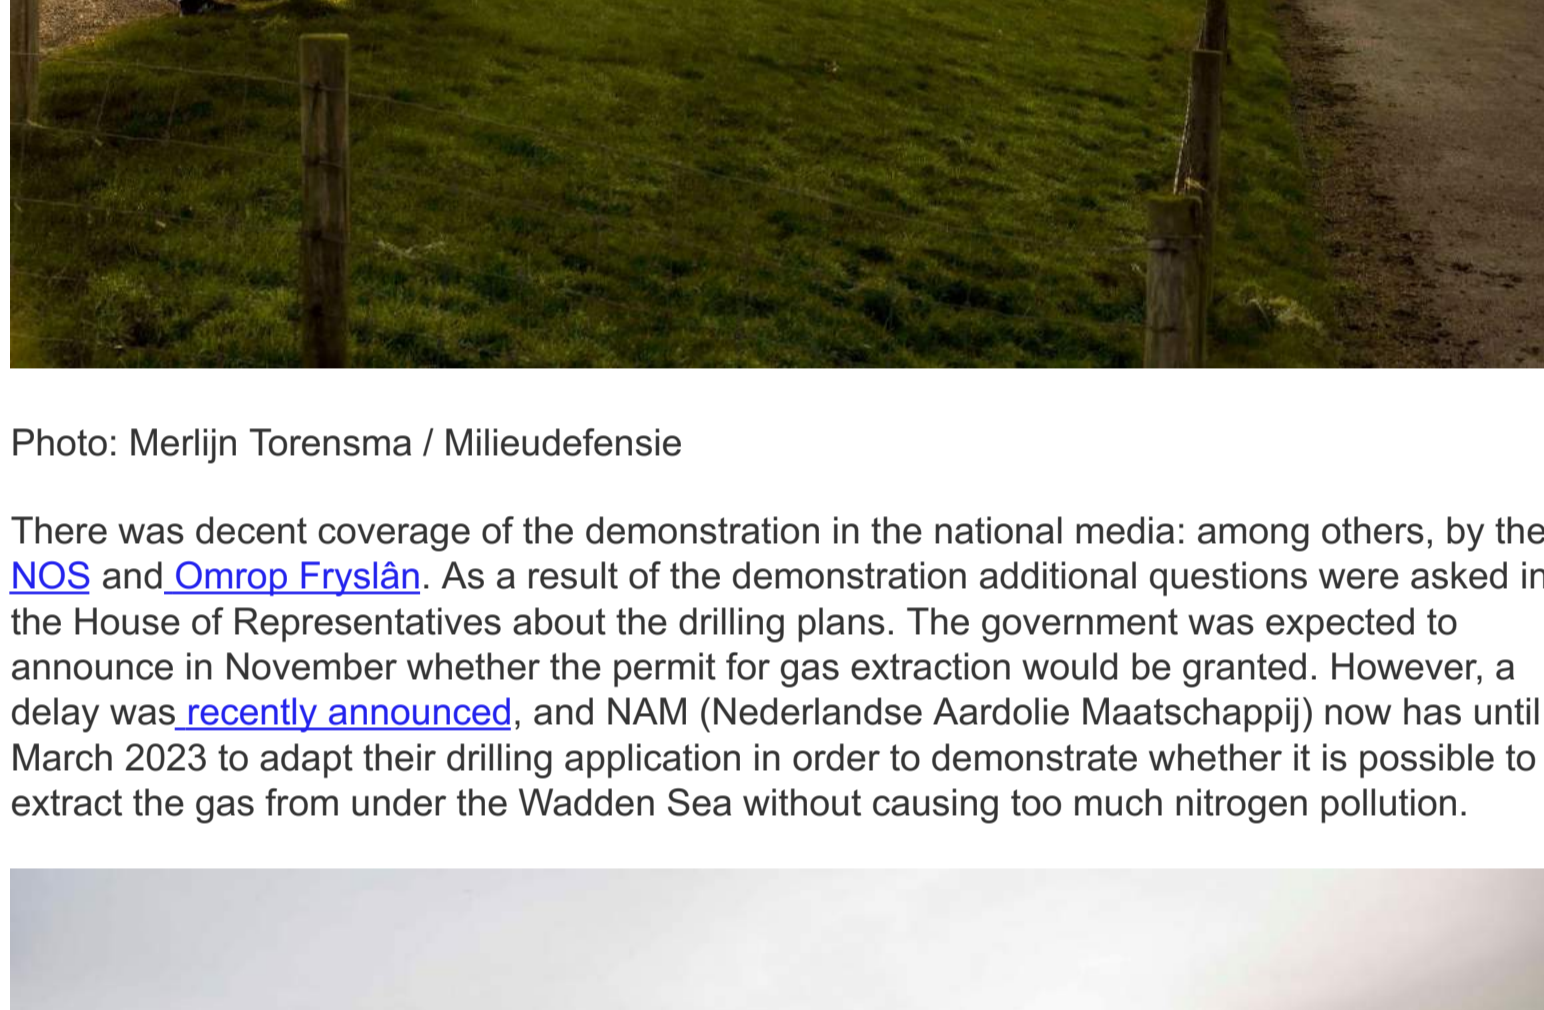 Photo: Merlijn Torensma / Milieudefensie
There was decent coverage of the demonstration in the national media: among others, by the
NOS and Omrop Fryslân. As a result of the demonstration additional questions were asked in
the House of Representatives about the drilling plans. The government was expected to
announce in November whether the permit for gas extraction would be granted. However, a
delay was recently announced, and NAM (Nederlandse Aardolie Maatschappij) now has until
March 2023 to adapt their drilling application in order to demonstrate whether it is possible to
extract the gas from under the Wadden Sea without causing too much nitrogen pollution.